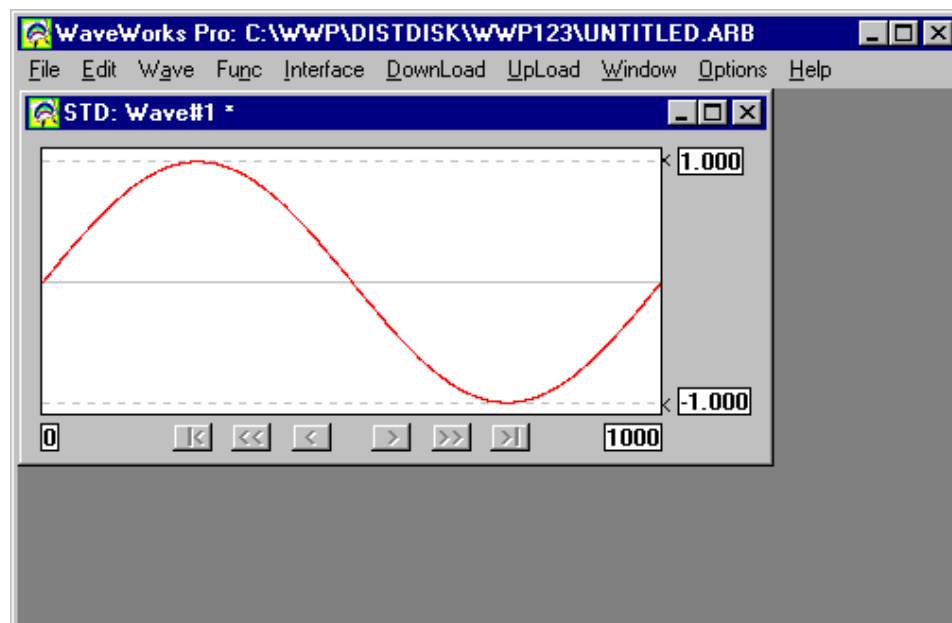 WaveWorks Pro: C:\WWP\DISTDISK\WWP123\UNTITLED.ARB
File Edit Wave Func Interface DownLoad UpLoad Window Options Help
STD: Wave#1 *
1.000
-1.000
0 |< << < > >> >| 1000